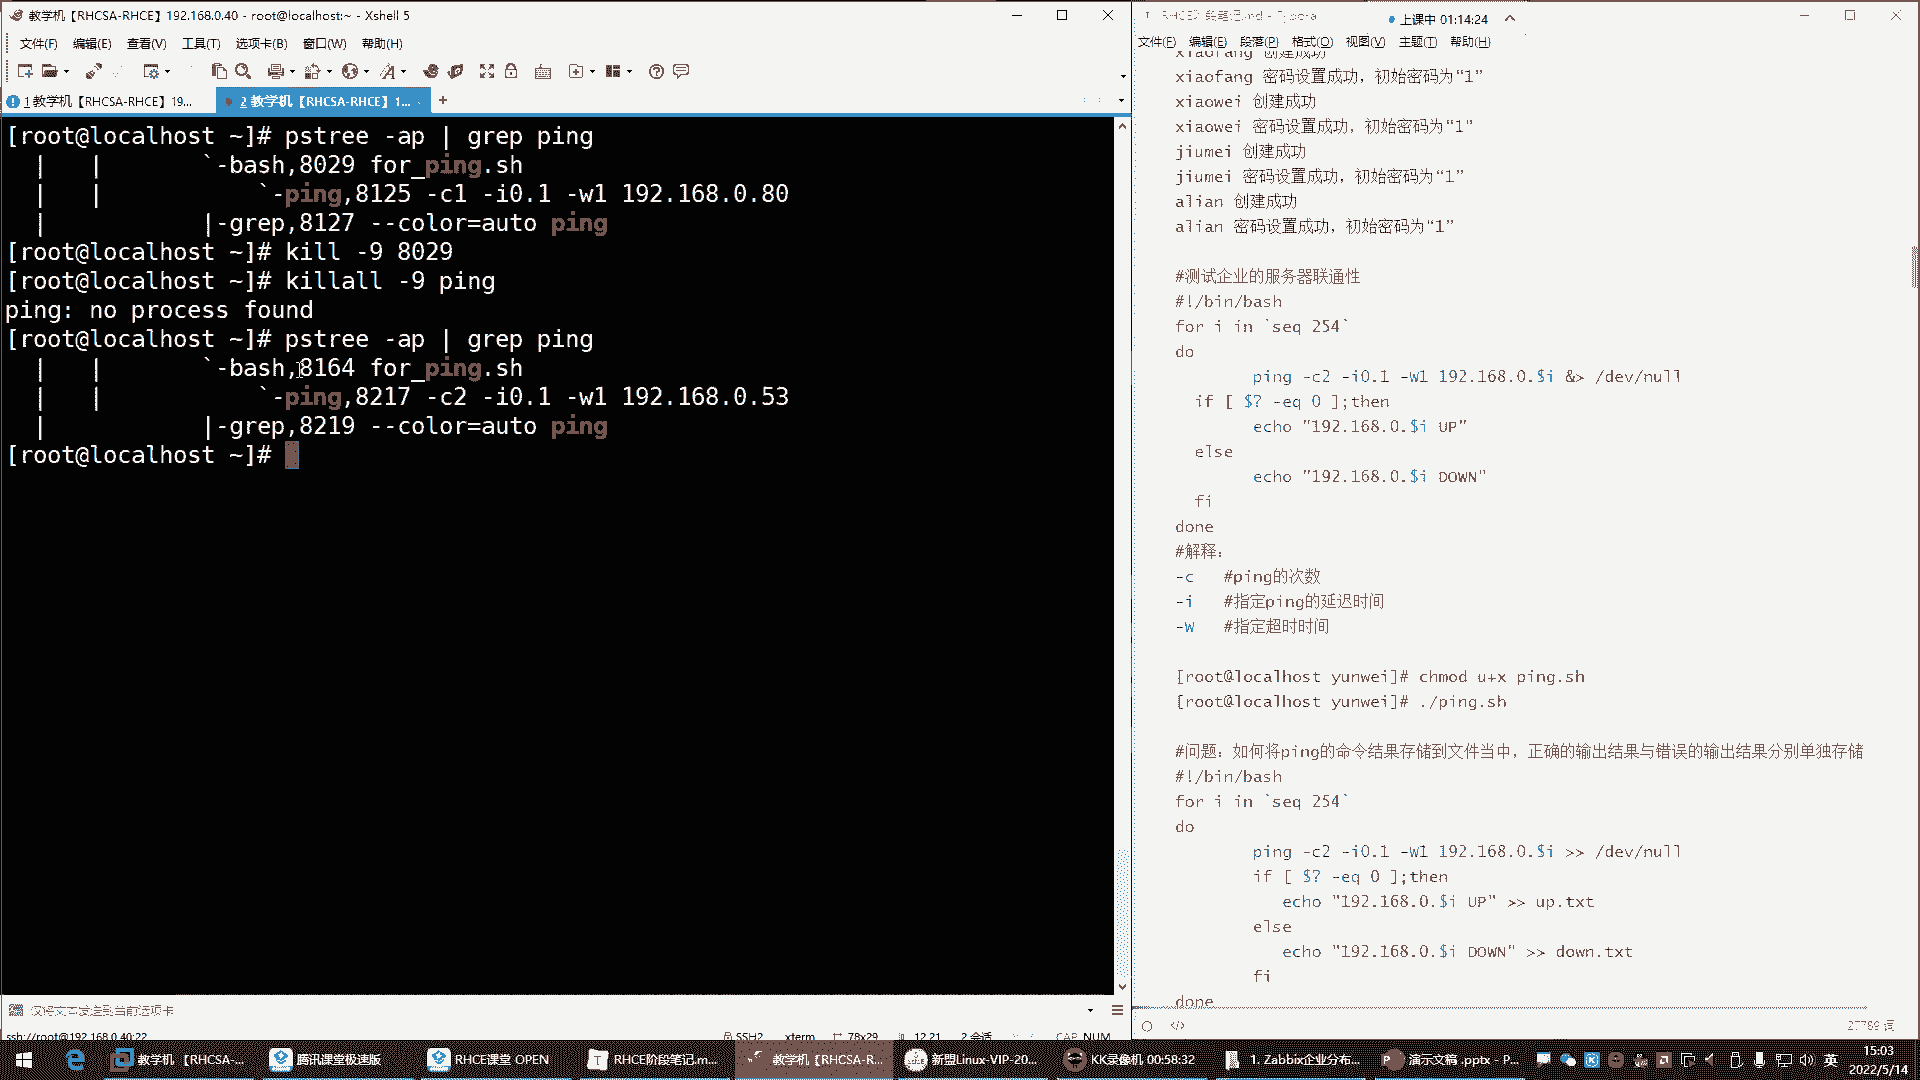 教学机【RHCSA-RHCE】192.168.0.40 - root@localhost:~ - Xshell 5
文件(F) 编辑(E) 查看(V) 工具(T) 选项卡(B) 窗口(W) 帮助(H)
1 教学机【RHCSA-RHCE】19...
2 教学机【RHCSA-RHCE】1...
[root@localhost ~]# pstree -ap | grep ping
  |   |       `-bash,8029 for_ping.sh
  |   |           `-ping,8125 -c1 -i0.1 -w1 192.168.0.80
  |           |-grep,8127 --color=auto ping
[root@localhost ~]# kill -9 8029
[root@localhost ~]# killall -9 ping
ping: no process found
[root@localhost ~]# pstree -ap | grep ping
  |   |       `-bash,8164 for_ping.sh
  |   |           `-ping,8217 -c2 -i0.1 -w1 192.168.0.53
  |           |-grep,8219 --color=auto ping
[root@localhost ~]#
仅将文本发送到当前选项卡
ssh://root@192.168.0.40:22
SSH2 xterm 78x29 12,21 2 会话 CAP NUM
上课中 01:14:24
文件(F) 编辑(E) 段落(P) 格式(O) 视图(V) 主题(T) 帮助(H)
xiaofang 创建成功
xiaofang 密码设置成功，初始密码为“1”
xiaowei 创建成功
xiaowei 密码设置成功，初始密码为“1”
jiumei 创建成功
jiumei 密码设置成功，初始密码为“1”
alian 创建成功
alian 密码设置成功，初始密码为“1”
#测试企业的服务器联通性
#!/bin/bash
for i in `seq 254`
do
ping -c2 -i0.1 -W1 192.168.0.$i &> /dev/null
if [ $? -eq 0 ];then
echo "192.168.0.$i UP"
else
echo "192.168.0.$i DOWN"
fi
done
#解释：
-c #ping的次数
-i #指定ping的延迟时间
-W #指定超时时间
[root@localhost yunwei]# chmod u+x ping.sh
[root@localhost yunwei]# ./ping.sh
#问题：如何将ping的命令结果存储到文件当中，正确的输出结果与错误的输出结果分别单独存储
#!/bin/bash
for i in `seq 254`
do
ping -c2 -i0.1 -W1 192.168.0.$i >> /dev/null
if [ $? -eq 0 ];then
echo "192.168.0.$i UP" >> up.txt
else
echo "192.168.0.$i DOWN" >> down.txt
fi
done
</> 27789 词
教学机 【RHCSA-... 腾讯课堂极速版 RHCE课堂 OPEN RHCE阶段笔记.m... 教学机【RHCSA-R... 新盟Linux-VIP-20... KK录像机 00:58:32 1. Zabbix企业分布... 演示文稿 .pptx - P... 英
15:03
2022/5/14